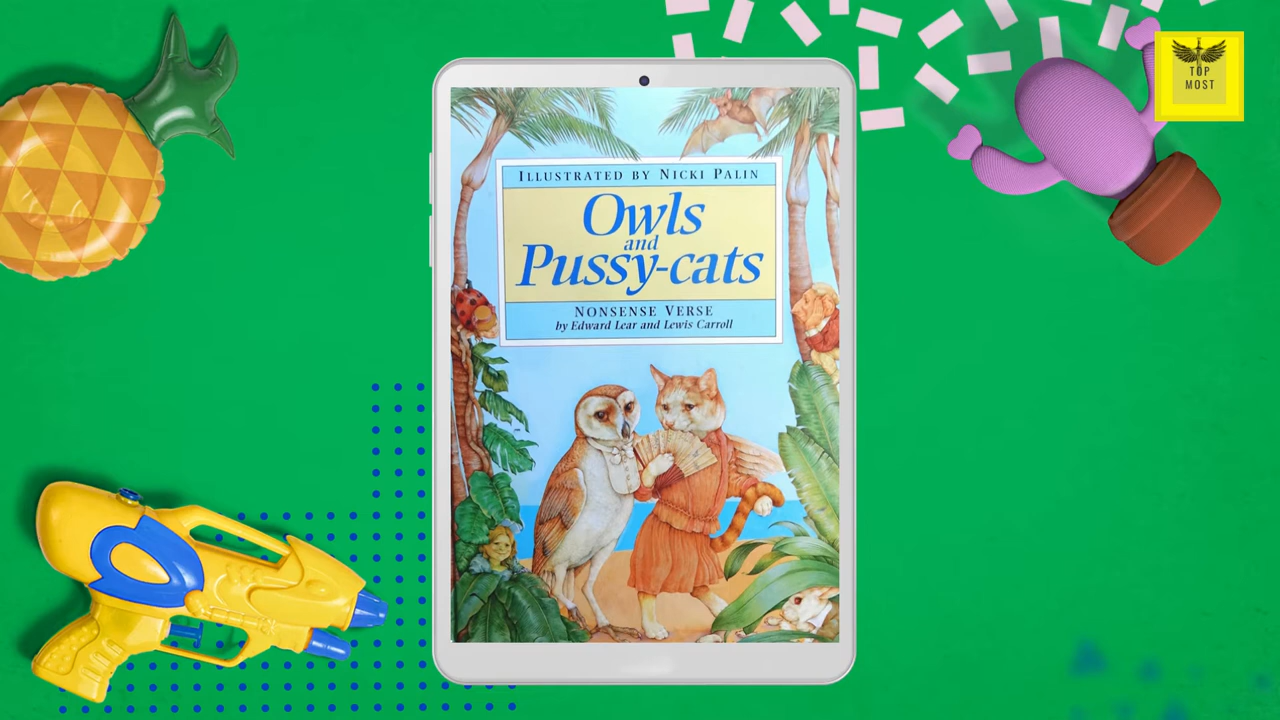 TOP
MOST
ILLUSTRATED BY NICKI PALIN
Owls
and
Pussy-cats
NONSENSE VERSE
by Edward Lear and Lewis Carroll